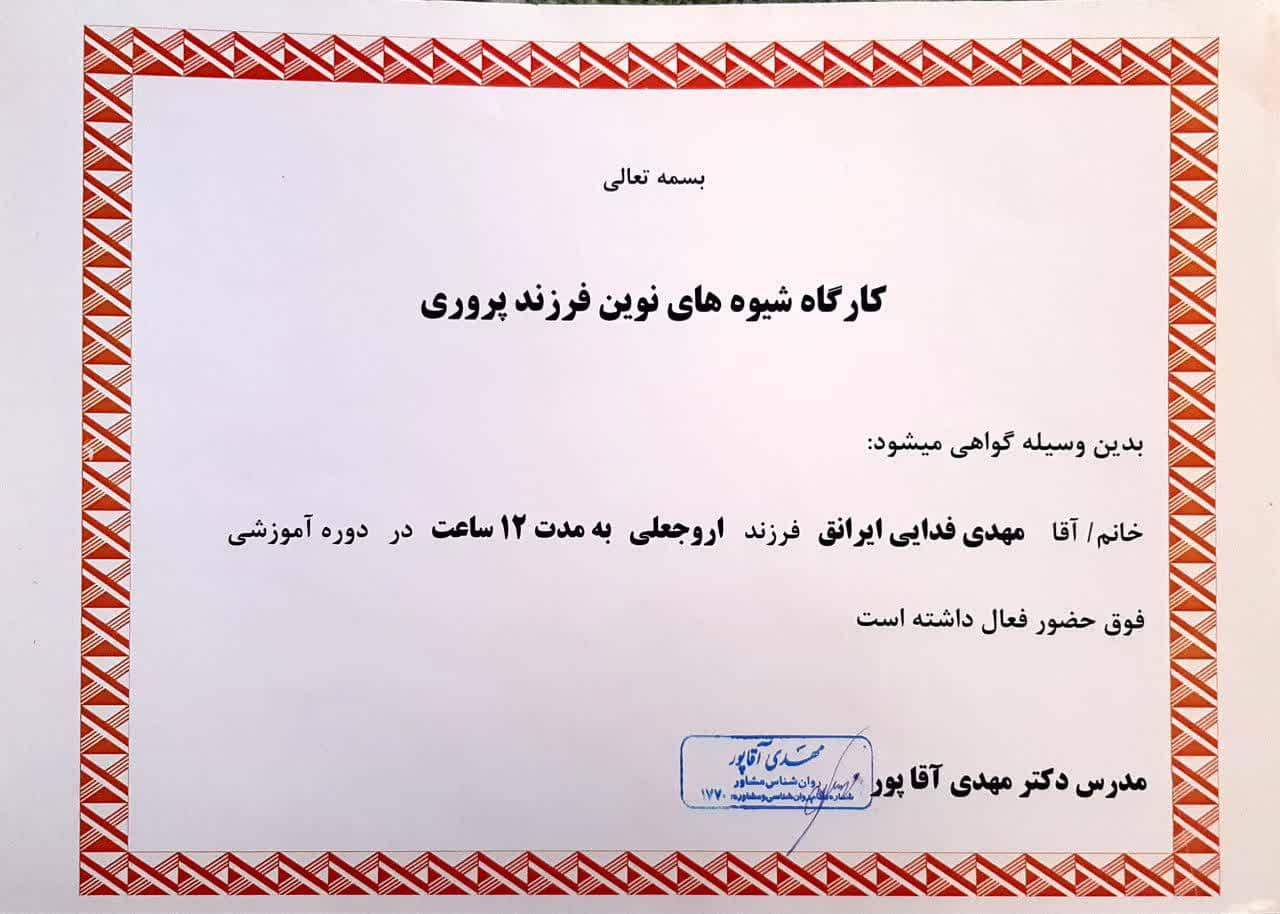 بسمه تعالی
کارگاه شیوه های نوین فرزند پروری
بدین وسیله گواهی میشود:
خانم/ آقا مهدی فدایی ایرانق فرزند اروجعلی به مدت ۱۲ ساعت در دوره آموزشی
فوق حضور فعال داشته است
مدرس دکتر مهدی آقا پور
مهدی آقاپور
روان شناس مشاور
شماره نظام روان شناسی و مشاوره: ۱۷۷۰